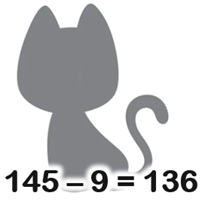 145 – 9 = 136